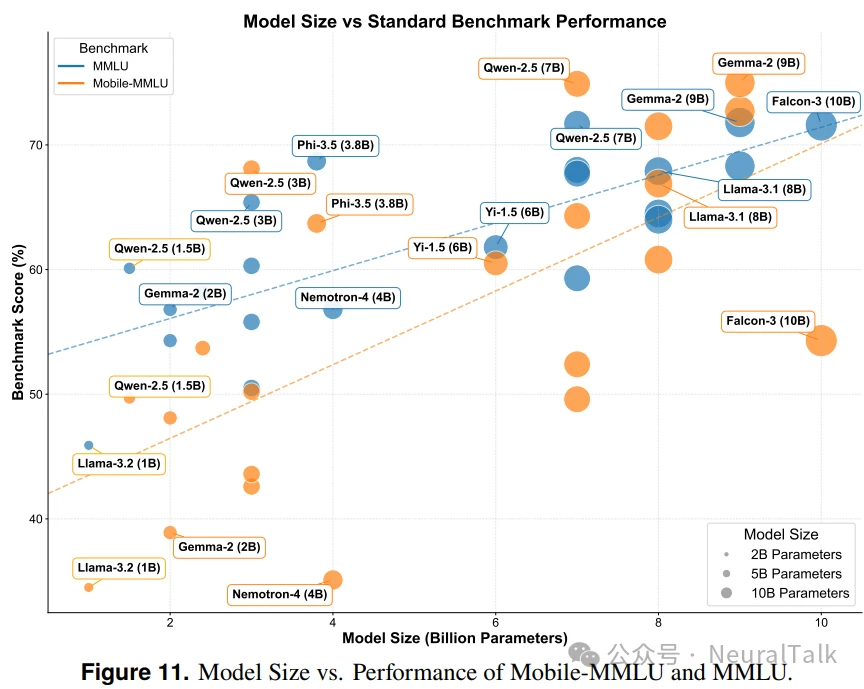 Model Size vs Standard Benchmark Performance
Benchmark
MMLU
Mobile-MMLU
Qwen-2.5 (7B)
Gemma-2 (9B)
Gemma-2 (9B)
Falcon-3 (10B)
Qwen-2.5 (7B)
Phi-3.5 (3.8B)
Qwen-2.5 (3B)
Llama-3.1 (8B)
Phi-3.5 (3.8B)
Yi-1.5 (6B)
Llama-3.1 (8B)
Qwen-2.5 (3B)
Yi-1.5 (6B)
Qwen-2.5 (1.5B)
Gemma-2 (2B)
Nemotron-4 (4B)
Falcon-3 (10B)
Qwen-2.5 (1.5B)
Llama-3.2 (1B)
Gemma-2 (2B)
Llama-3.2 (1B)
Nemotron-4 (4B)
Model Size
2B Parameters
5B Parameters
10B Parameters
Benchmark Score (%)
70
60
50
40
2 4 6 8 10
Model Size (Billion Parameters)
公众号 · NeuralTalk
Figure 11. Model Size vs. Performance of Mobile-MMLU and MMLU.